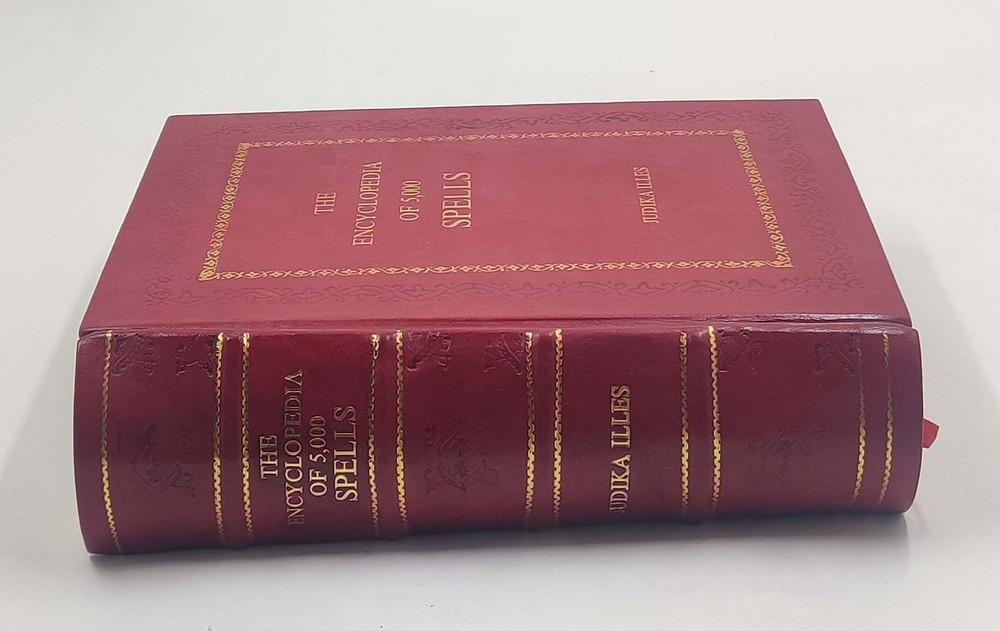 THE
ENCYCLOPEDIA
OF 5,000
SPELLS
JUDIKA ILLES
THE
ENCYCLOPEDIA
OF 5,000
SPELLS
JUDIKA ILLES